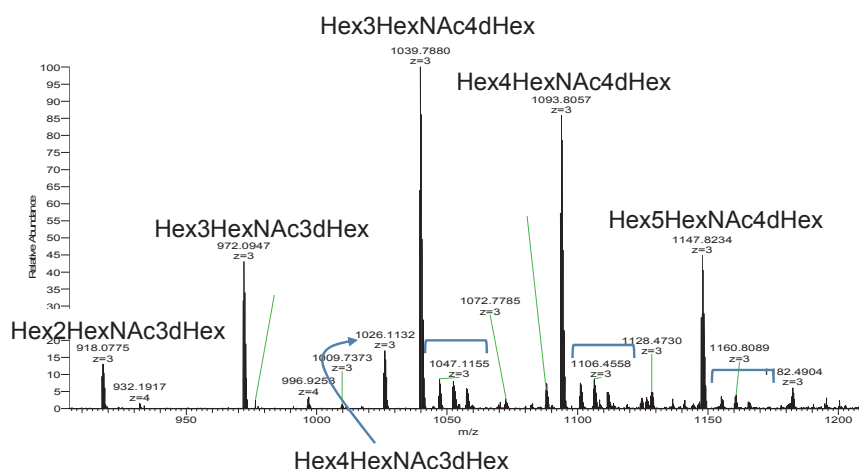 Hex3HexNAc4dHex
1039.7880
z=3
Hex4HexNAc4dHex
1093.8057
z=3
Hex3HexNAc3dHex
972.0947
z=3
Hex5HexNAc4dHex
1147.8234
z=3
Hex2HexNAc3dHex
918.0775
z=3
932.1917
z=4
996.9253
z=4
1009.7373
z=3
1026.1132
z=3
1047.1155
z=3
1072.7785
z=3
1106.4558
z=3
1128.4730
z=3
1160.8089
z=3
1182.4904
z=3
Relative Abundance
100
95
90
85
80
75
70
65
60
55
50
45
40
35
30
20
15
10
5
0
950
1000
1050
1100
1150
1200
m/z
Hex4HexNAc3dHex